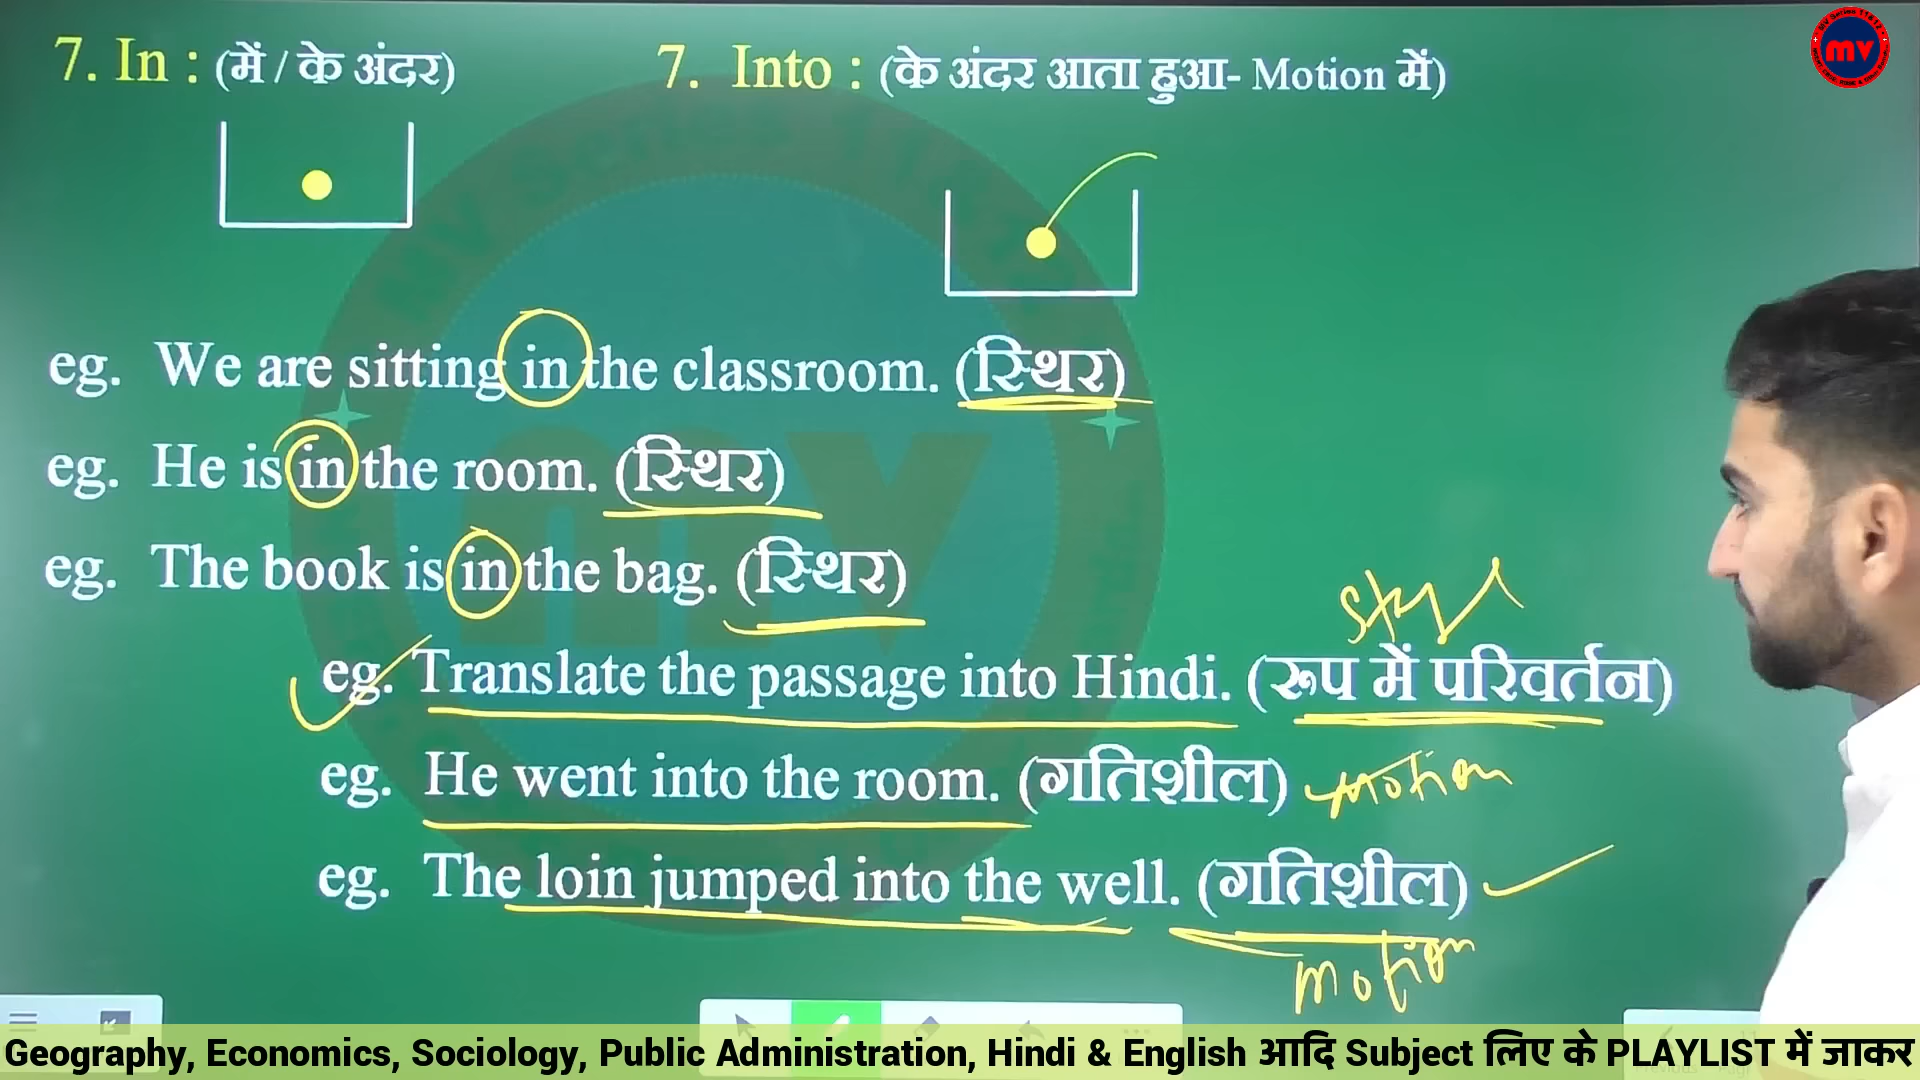 7. In : (में / के अंदर)
7. Into : (के अंदर आता हुआ- Motion में)
mv
eg. We are sitting in the classroom. (स्थिर)
eg. He is in the room. (स्थिर)
eg. The book is in the bag. (स्थिर)
eg. Translate the passage into Hindi. (रूप में परिवर्तन)
eg. He went into the room. (गतिशील) motion
eg. The loin jumped into the well. (गतिशील)
motion
Geography, Economics, Sociology, Public Administration, Hindi & English आदि Subject लिए के PLAYLIST में जाकर